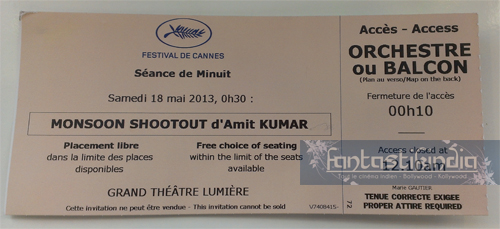 FESTIVAL DE CANNES
Séance de Minuit
Samedi 18 mai 2013, 0h30 :
MONSOON SHOOTOUT d'Amit KUMAR
Placement libre
dans la limite des places
disponibles
Free choice of seating
within the limit of the seats
available
GRAND THÉÂTRE LUMIÈRE
Cette invitation ne peut être vendue - This invitation cannot be sold
V7408415-
72
Accès - Access
ORCHESTRE
ou BALCON
(Plan au verso/Map on the back)
Fermeture de l'accès
00h10
Access closed at
12:10am
Marie GAUTIER
TENUE CORRECTE EXIGEE
PROPER ATTIRE REQUIRED
fantastikindia
Tout le cinéma indien - Bollywood - Kollywood